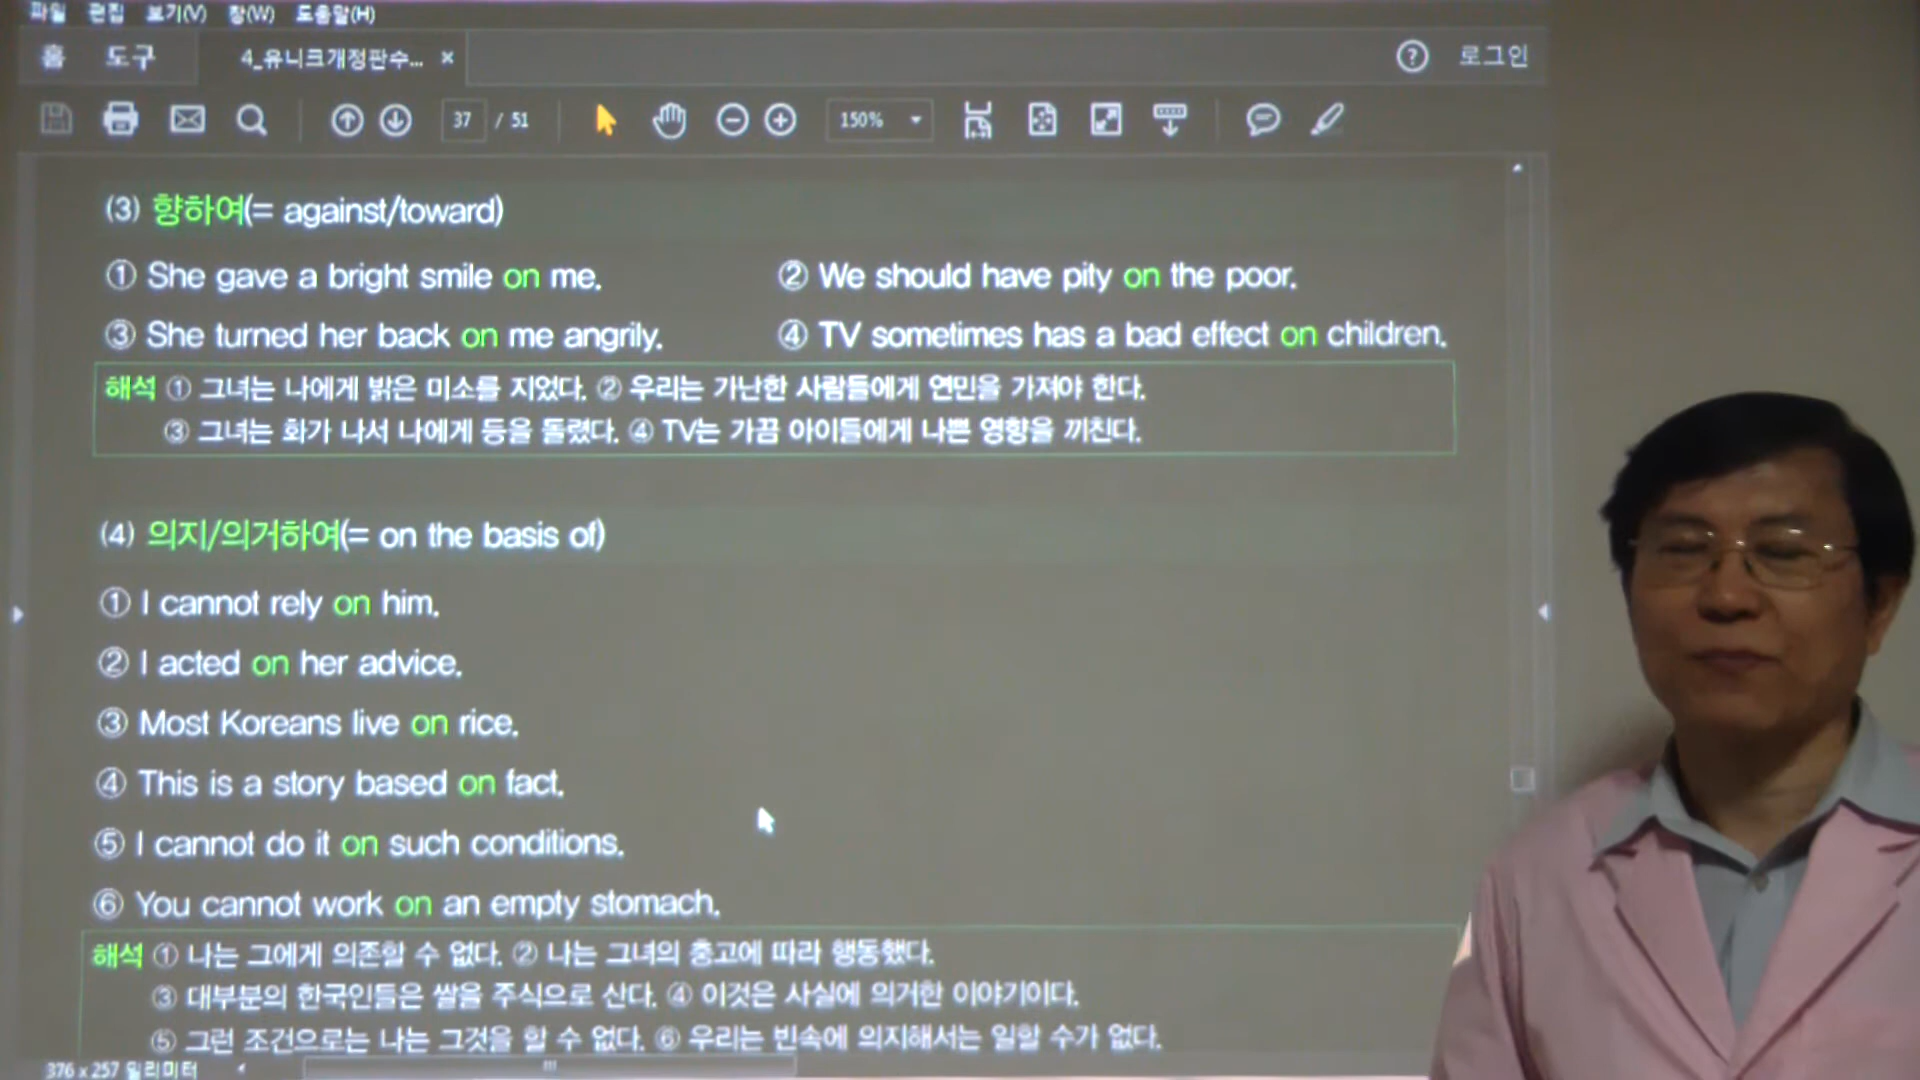 파일 편집 보기(V) 창(W) 도움말(H)
홈 도구 4_유니크개정판수... × ? 로그인
37 / 51 150%
(3) 향하여(= against/toward)
① She gave a bright smile on me. ② We should have pity on the poor.
③ She turned her back on me angrily. ④ TV sometimes has a bad effect on children.
해석 ① 그녀는 나에게 밝은 미소를 지었다. ② 우리는 가난한 사람들에게 연민을 가져야 한다.
③ 그녀는 화가 나서 나에게 등을 돌렸다. ④ TV는 가끔 아이들에게 나쁜 영향을 끼친다.
(4) 의지/의거하여(= on the basis of)
① I cannot rely on him.
② I acted on her advice.
③ Most Koreans live on rice.
④ This is a story based on fact.
⑤ I cannot do it on such conditions.
⑥ You cannot work on an empty stomach.
해석 ① 나는 그에게 의존할 수 없다. ② 나는 그녀의 충고에 따라 행동했다.
③ 대부분의 한국인들은 쌀을 주식으로 산다. ④ 이것은 사실에 의거한 이야기이다.
⑤ 그런 조건으로는 나는 그것을 할 수 없다. ⑥ 우리는 빈속에 의지해서는 일할 수가 없다.
376 x 257 밀리미터